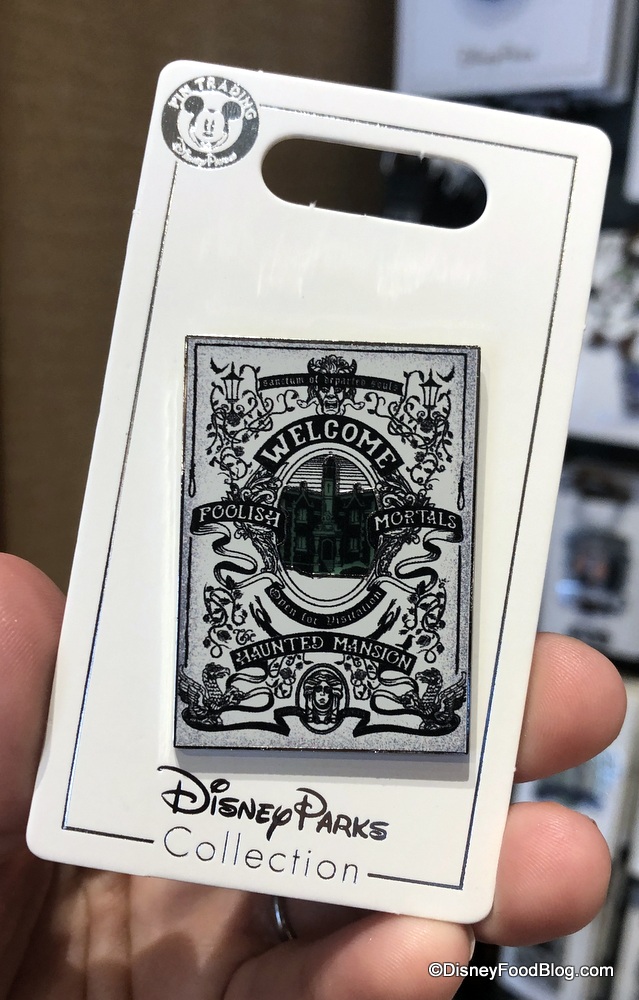 PIN TRADING
Disney Parks
sanctum of departed souls
WELCOME
FOOLISH MORTALS
Open for Visitation
The
HAUNTED MANSION
Disney Parks
Collection
©DisneyFoodBlog.com